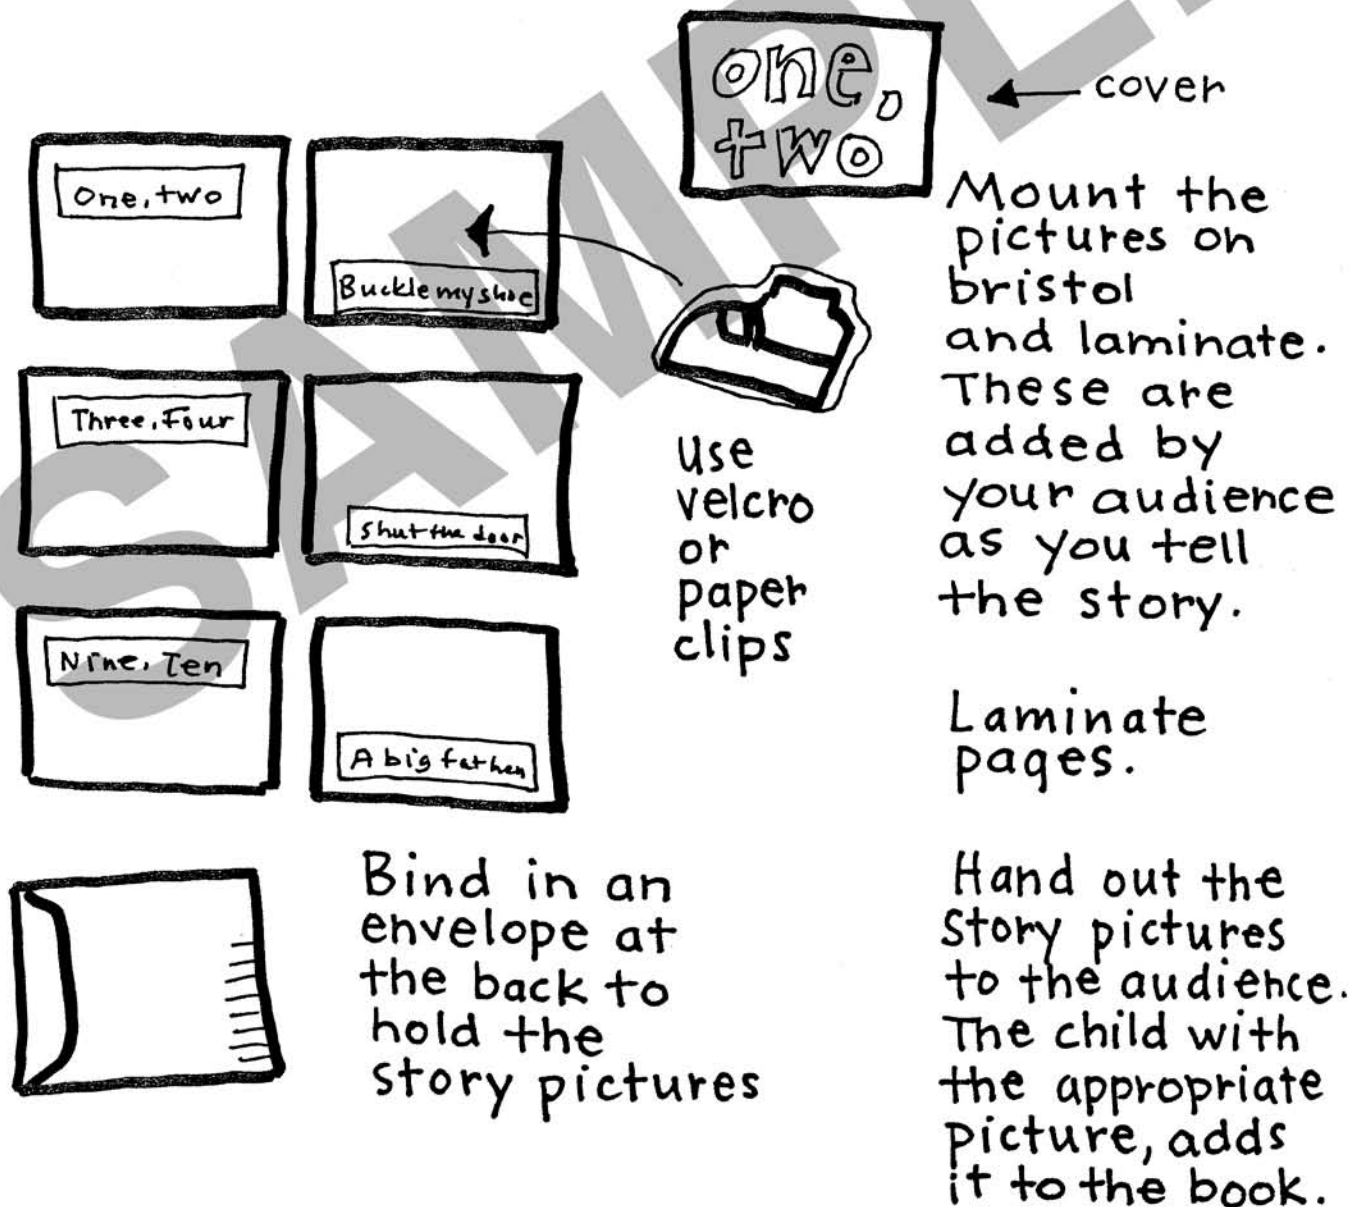 one,
two
cover
One, two
Buckle my shoe
Three, Four
Shut the door
Nine, Ten
A big fat hen
use
velcro
or
paper
clips
Mount the
pictures on
bristol
and laminate.
These are
added by
your audience
as you tell
the story.
Laminate
pages.
Bind in an
envelope at
the back to
hold the
story pictures
Hand out the
story pictures
to the audience.
The child with
the appropriate
picture, adds
it to the book.
SAMPLE